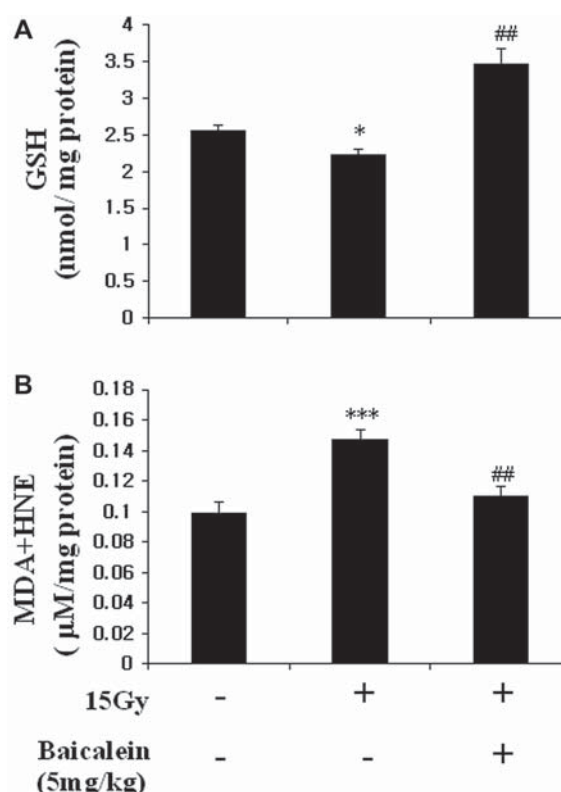 A
GSH
(nmol/ mg protein)
4
3.5
3
2.5
2
1.5
1
0.5
0
*
##
B
MDA+HNE
( µM/mg protein)
0.18
0.16
0.14
0.12
0.1
0.08
0.06
0.04
0.02
0
***
##
15Gy - + +
Baicalein - - +
(5mg/kg)